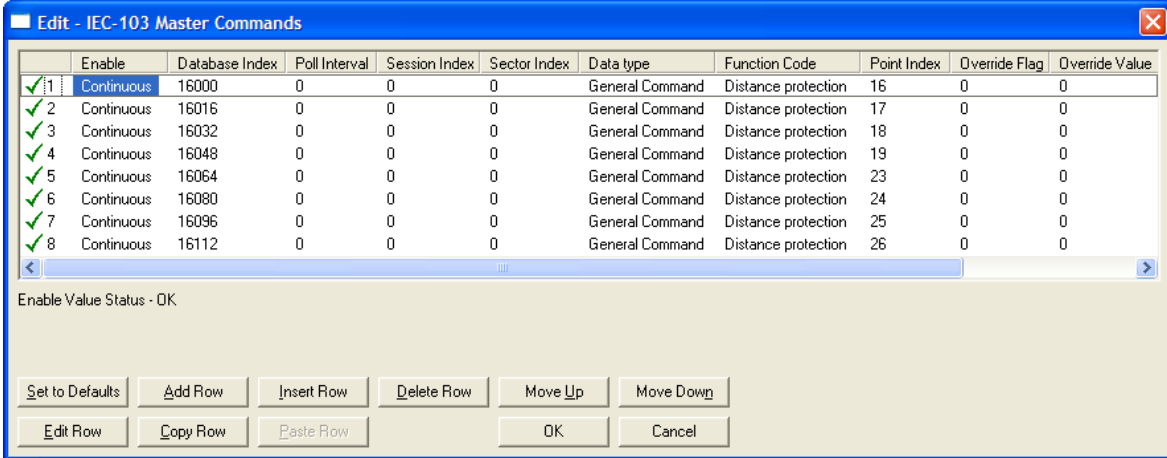 Edit - IEC-103 Master Commands
Enable Database Index Poll Interval Session Index Sector Index Data type Function Code Point Index Override Flag Override Value
1 Continuous 16000 0 0 0 General Command Distance protection 16 0 0
2 Continuous 16016 0 0 0 General Command Distance protection 17 0 0
3 Continuous 16032 0 0 0 General Command Distance protection 18 0 0
4 Continuous 16048 0 0 0 General Command Distance protection 19 0 0
5 Continuous 16064 0 0 0 General Command Distance protection 23 0 0
6 Continuous 16080 0 0 0 General Command Distance protection 24 0 0
7 Continuous 16096 0 0 0 General Command Distance protection 25 0 0
8 Continuous 16112 0 0 0 General Command Distance protection 26 0 0
Enable Value Status - OK
Set to Defaults Add Row Insert Row Delete Row Move Up Move Down
Edit Row Copy Row Paste Row OK Cancel